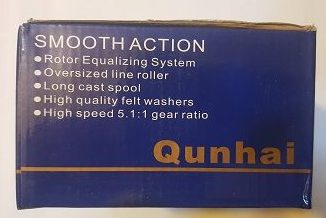 SMOOTH ACTION
●Rotor Equalizing System
●Oversized line roller
●Long cast spool
●High quality felt washers
●High speed 5.1:1 gear ratio
Qunhai